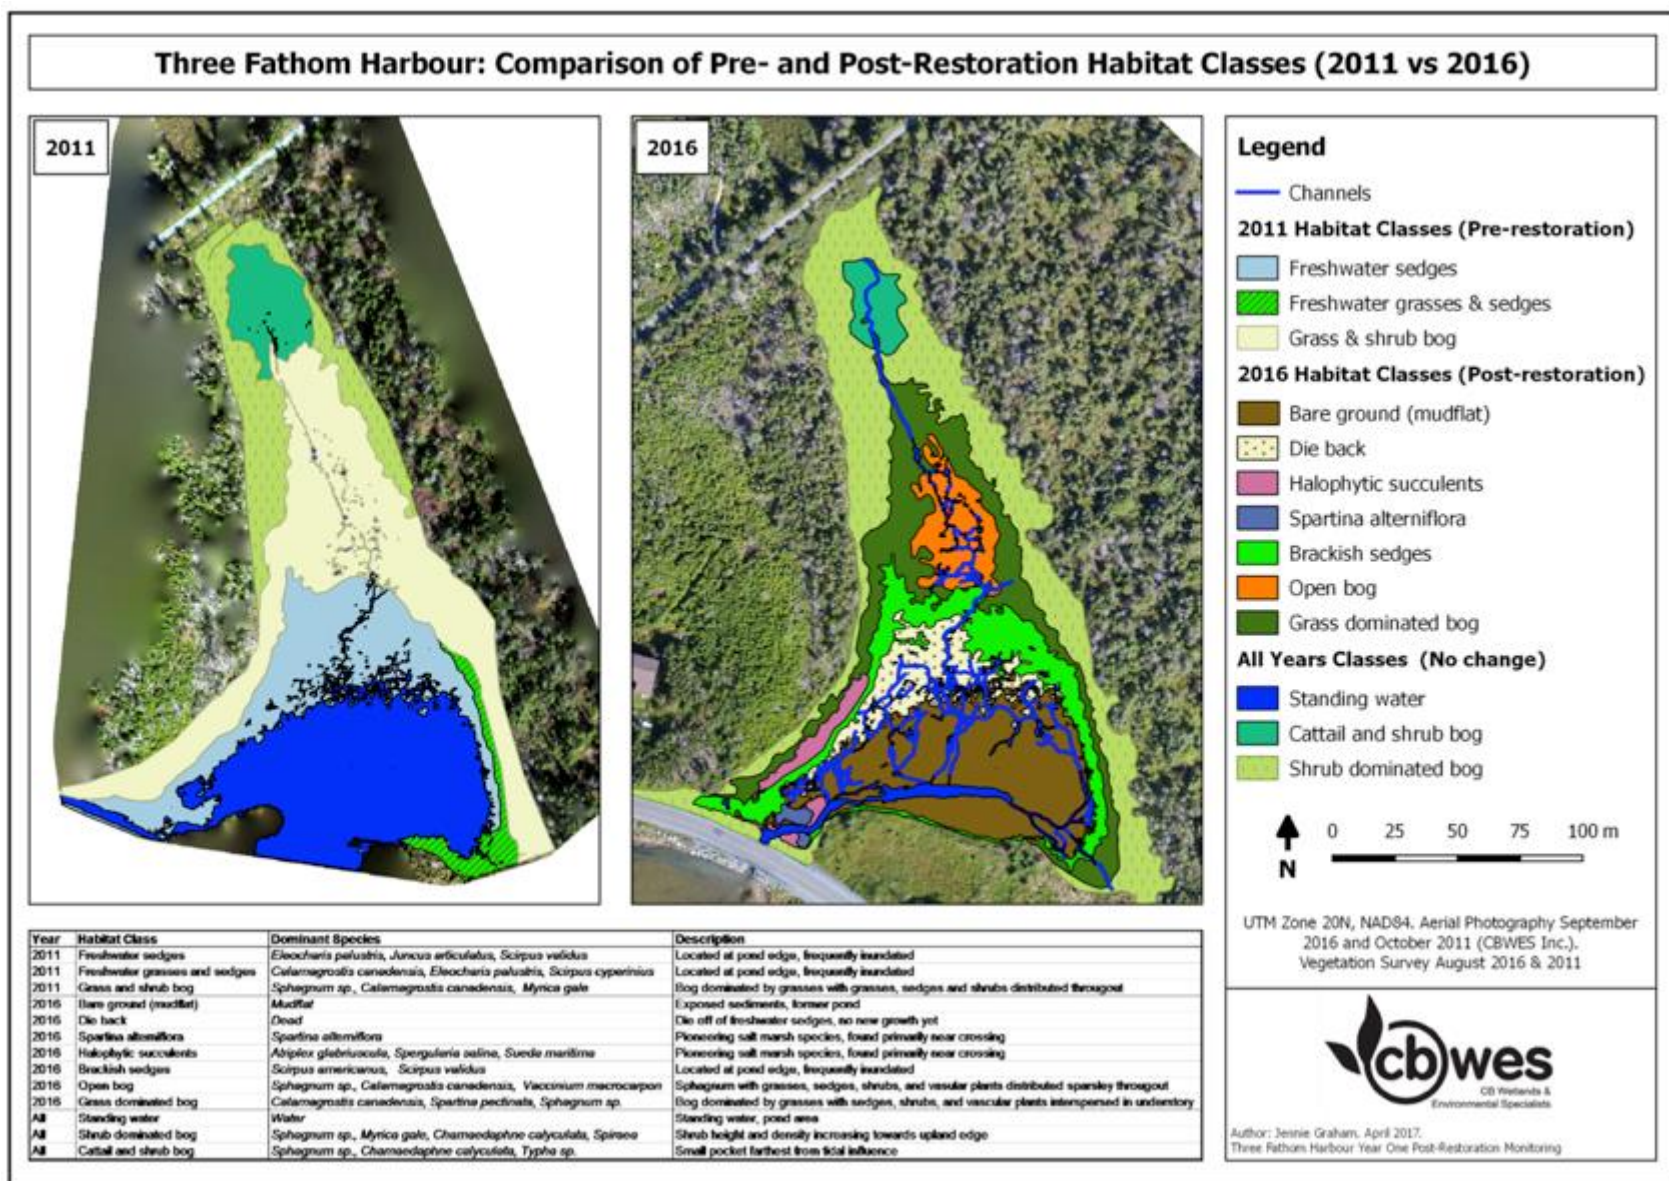 Three Fathom Harbour: Comparison of Pre- and Post-Restoration Habitat Classes (2011 vs 2016)
2011
2016
Legend
Channels
2011 Habitat Classes (Pre-restoration)
Freshwater sedges
Freshwater grasses & sedges
Grass & shrub bog
2016 Habitat Classes (Post-restoration)
Bare ground (mudflat)
Die back
Halophytic succulents
Spartina alterniflora
Brackish sedges
Open bog
Grass dominated bog
All Years Classes (No change)
Standing water
Cattail and shrub bog
Shrub dominated bog
N
0 25 50 75 100 m
UTM Zone 20N, NAD84. Aerial Photography September
2016 and October 2011 (CBWES Inc.).
Vegetation Survey August 2016 & 2011
cbwes
CB Wetlands &
Environmental Specialists
Author: Jennie Graham. April 2017.
Three Fathom Harbour Year One Post-Restoration Monitoring
Year Habitat Class Dominant Species Description
2011 Freshwater sedges Eleocharis palustris, Juncus articulatus, Scirpus validus Located at pond edge, frequently inundated
2011 Freshwater grasses and sedges Calamagrostis canadensis, Eleocharis palustris, Scirpus cyperinius Located at pond edge, frequently inundated
2011 Grass and shrub bog Sphagnum sp., Calamagrostis canadensis, Myrica gale Bog dominated by grasses with grasses, sedges and shrubs distributed througout
2016 Bare ground (mudflat) Mudflat Exposed sediments, former pond
2016 Die back Dead Die off of freshwater sedges, no new growth yet
2016 Spartina alterniflora Spartina alterniflora Pioneering salt marsh species, found primarily near crossing
2016 Halophytic succulents Atriplex glabriuscula, Spergularia salina, Sueda maritima Pioneering salt marsh species, found primarily near crossing
2016 Brackish sedges Scirpus americanus, Scirpus validus Located at pond edge, frequently inundated
2016 Open bog Sphagnum sp., Calamagrostis canadensis, Vaccinium macrocarpon Sphagnum with grasses, sedges, shrubs, and vasular plants distributed sparsley througout
2016 Grass dominated bog Calamagrostis canadensis, Spartina pectinata, Sphagnum sp. Bog dominated by grasses with sedges, shrubs, and vascular plants interspersed in understory
All Standing water Water Standing water, pond area
All Shrub dominated bog Sphagnum sp., Myrica gale, Chamaedaphne calyculata, Spiraea Shrub height and density increasing towards upland edge
All Cattail and shrub bog Sphagnum sp., Chamaedaphne calyculata, Typha sp. Small pocket farthest from tidal influence